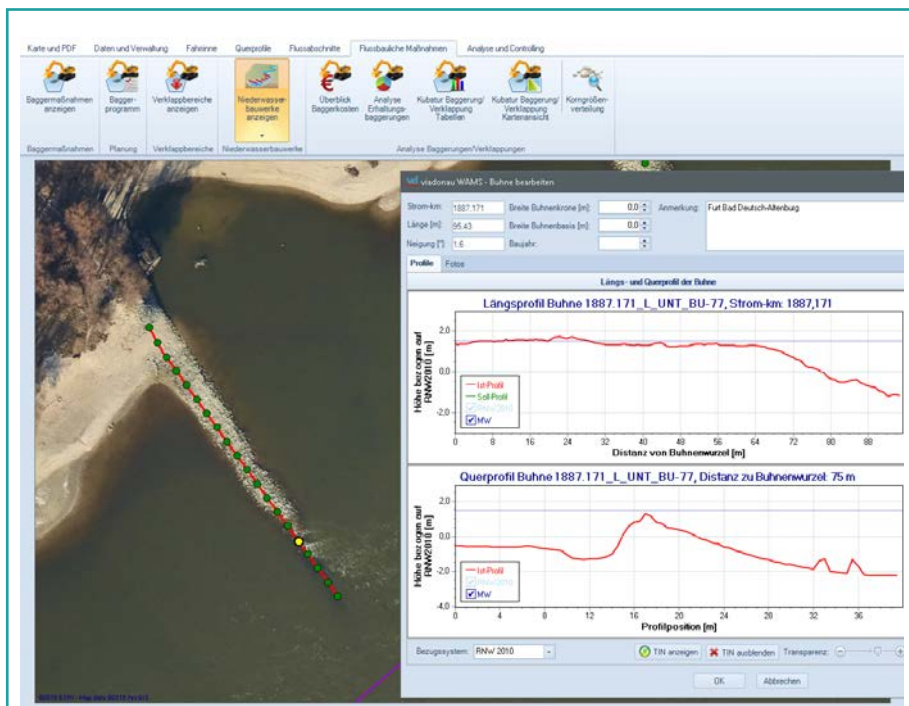 Karte und PDF Daten und Verwaltung Fahrinne Querprofile Flussabschnitte Flussbauliche Maßnahmen Analyse und Controlling
Baggermaßnahmen anzeigen
Bagger-
programm
Verklappbereiche anzeigen
Niederwasser
bauwerke
anzeigen
Überblick
Baggerkosten
Analyse
Erhaltungs-
baggerungen
Kubatur Baggerung/
Verklappung
Tabellen
Kubatur Baggerung/
Verklappung
Kartenansicht
Korngrößen-
verteilung
Baggermaßnahmen Planung Verklappbereiche Niederwasserbauwerke Analyse Baggerungen/Verklappungen
viadonau WAMS - Buhne bearbeiten
Strom-km: 1887.171 Breite Buhnenkrone [m]: 0,0 Anmerkung: Furt Bad Deutsch-Altenburg
Länge [m]: 95.43 Breite Buhnenbasis [m]: 0,0
Neigung [°] 1.6 Baujahr:
Profile Fotos
Längs- und Querprofil der Buhne
Längsprofil Buhne 1887.171_L_UNT_BU-77, Strom-km: 1887,171
Höhe bezogen auf
RNW2010 [m]
2,0
0,0
-2,0
Ist-Profil
Soll-Profil
RNW2010
MW
0 8 16 24 32 40 48 56 64 72 80 88
Distanz von Buhnenwurzel [m]
Querprofil Buhne 1887.171_L_UNT_BU-77, Distanz zu Buhnenwurzel: 75 m
Höhe bezogen auf
RNW2010 [m]
2,0
0,0
-2,0
-4,0
Ist-Profil
RNW2010
MW
0 4 8 12 16 20 24 28 32 36
Profilposition [m]
Bezugssystem: RNW 2010 TIN anzeigen TIN ausblenden Transparenz:
OK Abbrechen